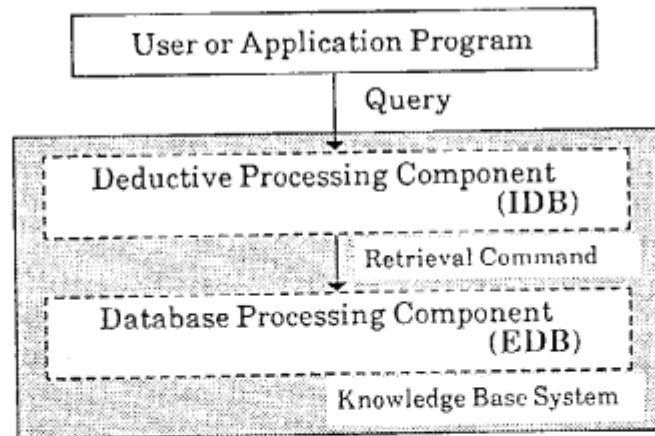 User or Application Program
Query
Deductive Processing Component
(IDB)
Retrieval Command
Database Processing Component
(EDB)
Knowledge Base System